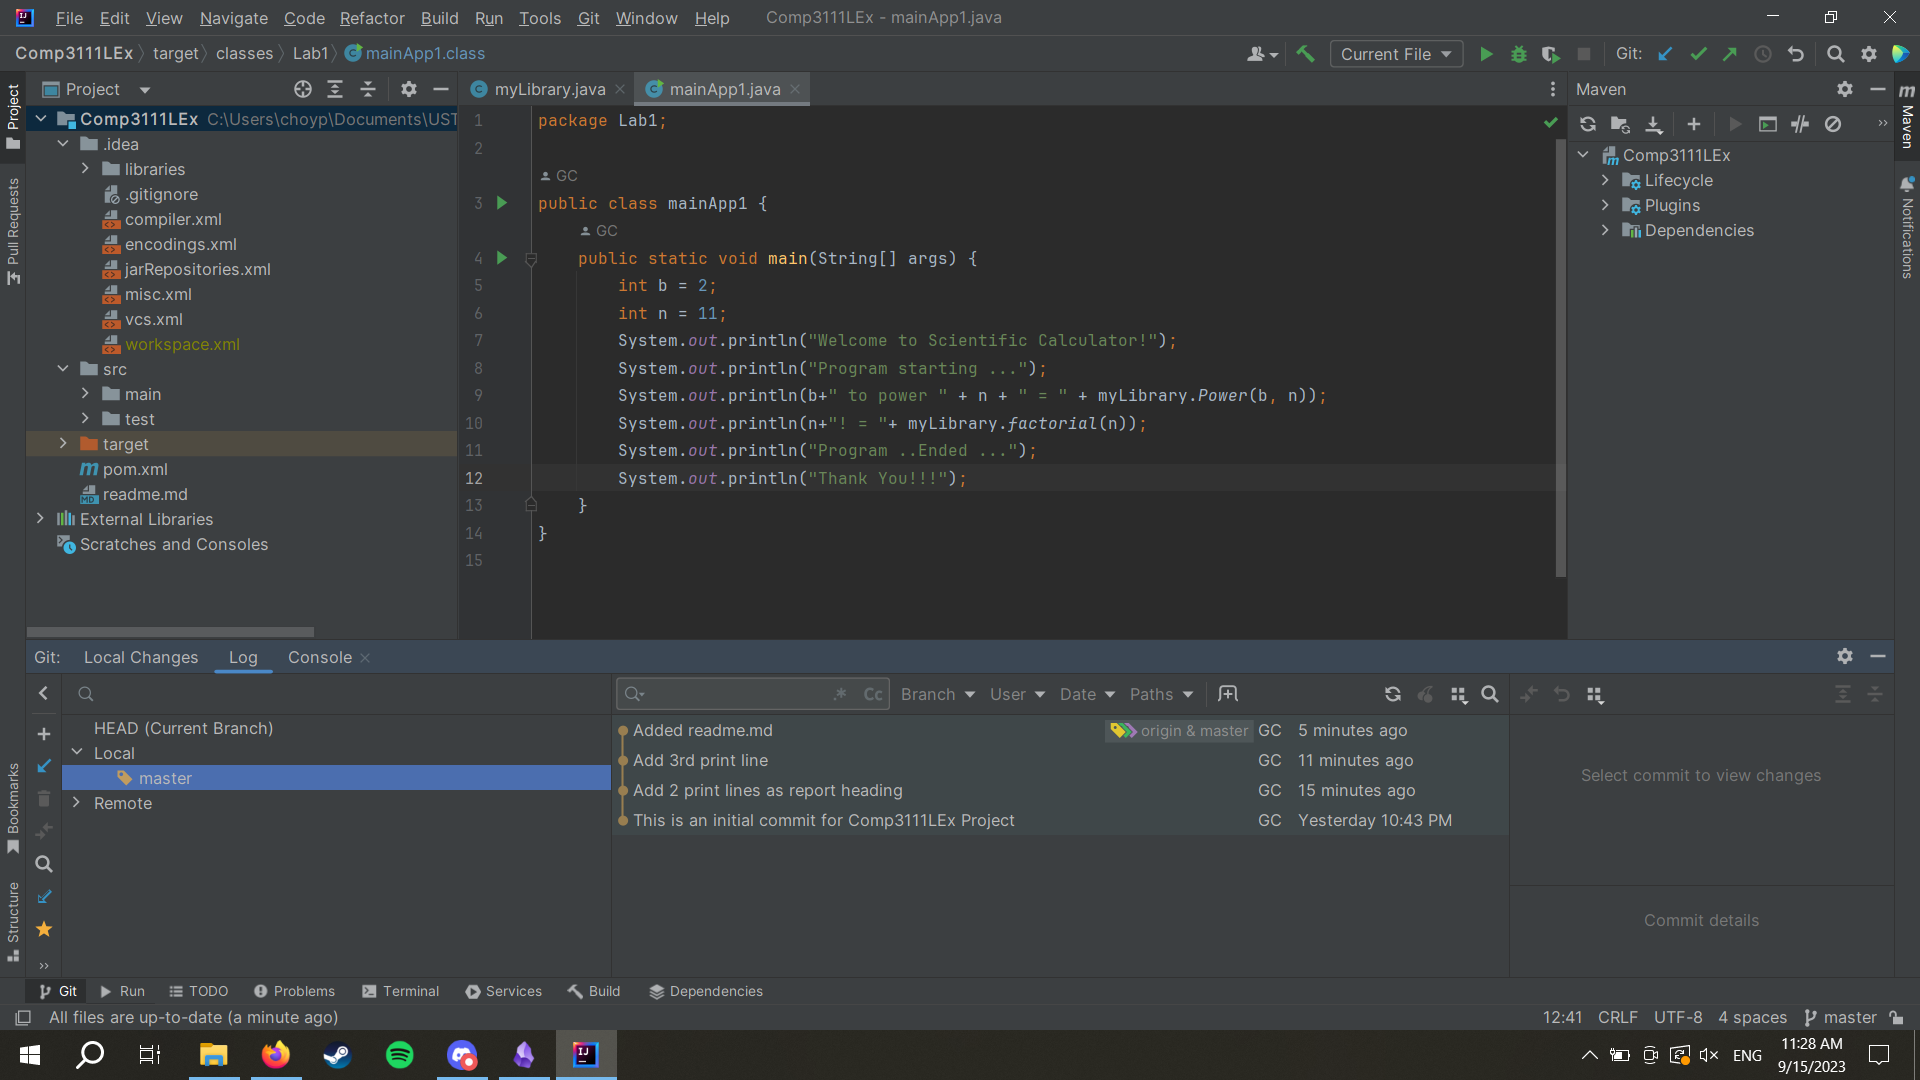 File Edit View Navigate Code Refactor Build Run Tools Git Window Help Comp3111LEx - mainApp1.java
Comp3111LEx target classes Lab1 mainApp1.class
Current File
Git:
Project
Project
Pull Requests
Bookmarks
Structure
Comp3111LEx C:\Users\choyp\Documents\UST
.idea
libraries
.gitignore
compiler.xml
encodings.xml
jarRepositories.xml
misc.xml
vcs.xml
workspace.xml
src
main
test
target
pom.xml
readme.md
External Libraries
Scratches and Consoles
myLibrary.java mainApp1.java
1 package Lab1;
2
GC
3 public class mainApp1 {
GC
4 public static void main(String[] args) {
5 int b = 2;
6 int n = 11;
7 System.out.println("Welcome to Scientific Calculator!");
8 System.out.println("Program starting ...");
9 System.out.println(b+" to power " + n + " = " + myLibrary.Power(b, n));
10 System.out.println(n+"! = "+ myLibrary.factorial(n));
11 System.out.println("Program ..Ended ...");
12 System.out.println("Thank You!!!");
13 }
14 }
15
Maven
Comp3111LEx
Lifecycle
Plugins
Dependencies
Maven
Notifications
Git: Local Changes Log Console
HEAD (Current Branch)
Local
master
Remote
.* Cc Branch User Date Paths
Added readme.md origin & master GC 5 minutes ago
Add 3rd print line GC 11 minutes ago
Add 2 print lines as report heading GC 15 minutes ago
This is an initial commit for Comp3111LEx Project GC Yesterday 10:43 PM
Select commit to view changes
Commit details
Git Run TODO Problems Terminal Services Build Dependencies
All files are up-to-date (a minute ago)
12:41 CRLF UTF-8 4 spaces master
ENG
11:28 AM
9/15/2023